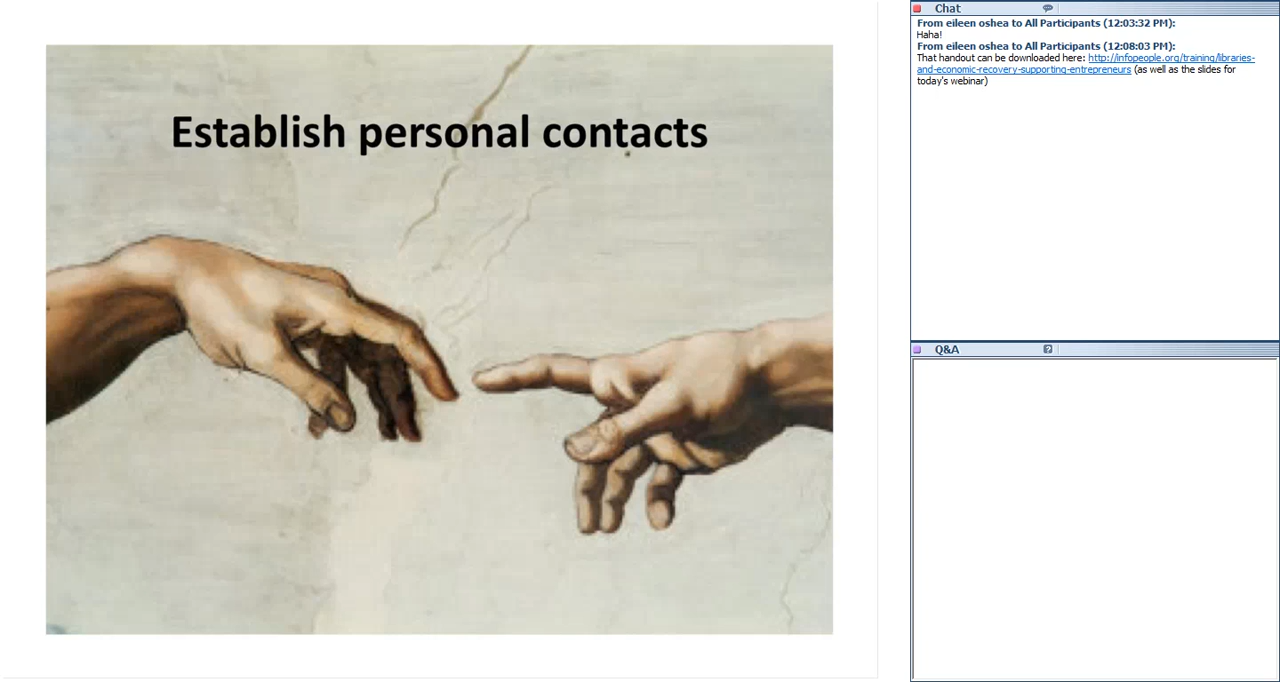 Establish personal contacts
Chat
From eileen oshea to All Participants (12:03:32 PM):
Haha!
From eileen oshea to All Participants (12:08:03 PM):
That handout can be downloaded here: http://infopeople.org/training/libraries-
and-economic-recovery-supporting-entrepreneurs (as well as the slides for
today's webinar)
Q&A